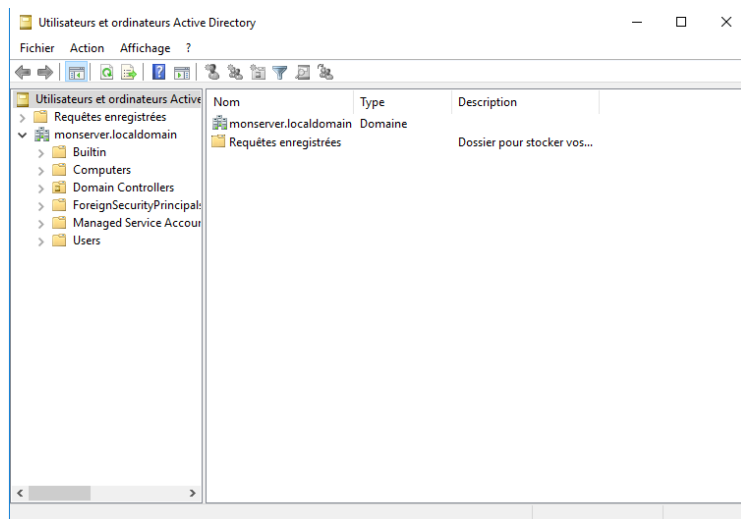 Utilisateurs et ordinateurs Active Directory
Fichier Action Affichage ?
Utilisateurs et ordinateurs Active
Requêtes enregistrées
monserver.localdomain
Builtin
Computers
Domain Controllers
ForeignSecurityPrincipals
Managed Service Accour
Users
Nom Type Description
monserver.localdomain Domaine
Requêtes enregistrées Dossier pour stocker vos...